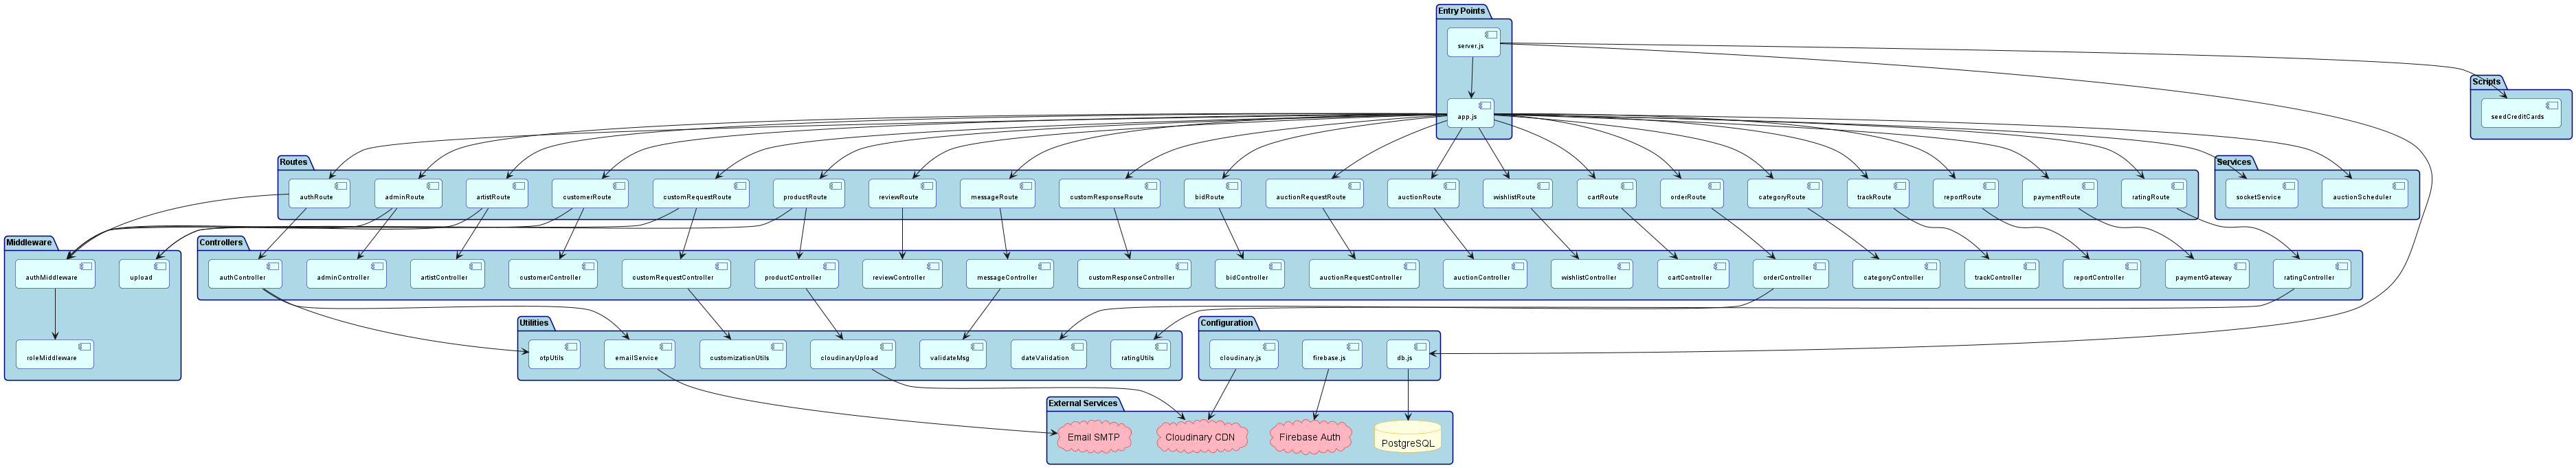 Entry Points
server.js
Scripts
app.js
seedCreditCards
Routes
Services
authRoute
adminRoute
artistRoute
customerRoute
customRequestRoute
productRoute
reviewRoute
messageRoute
customResponseRoute
bidRoute
auctionRequestRoute
auctionRoute
wishlistRoute
cartRoute
orderRoute
categoryRoute
trackRoute
reportRoute
paymentRoute
ratingRoute
socketService
auctionScheduler
Middleware
Controllers
authMiddleware
upload
authController
adminController
artistController
customerController
customRequestController
productController
reviewController
messageController
customResponseController
bidController
auctionRequestController
auctionController
wishlistController
cartController
orderController
categoryController
trackController
reportController
paymentGateway
ratingController
Utilities
Configuration
roleMiddleware
otpUtils
emailService
customizationUtils
cloudinaryUpload
validateMsg
dateValidation
ratingUtils
cloudinary.js
firebase.js
db.js
External Services
Email SMTP
Cloudinary CDN
Firebase Auth
PostgreSQL